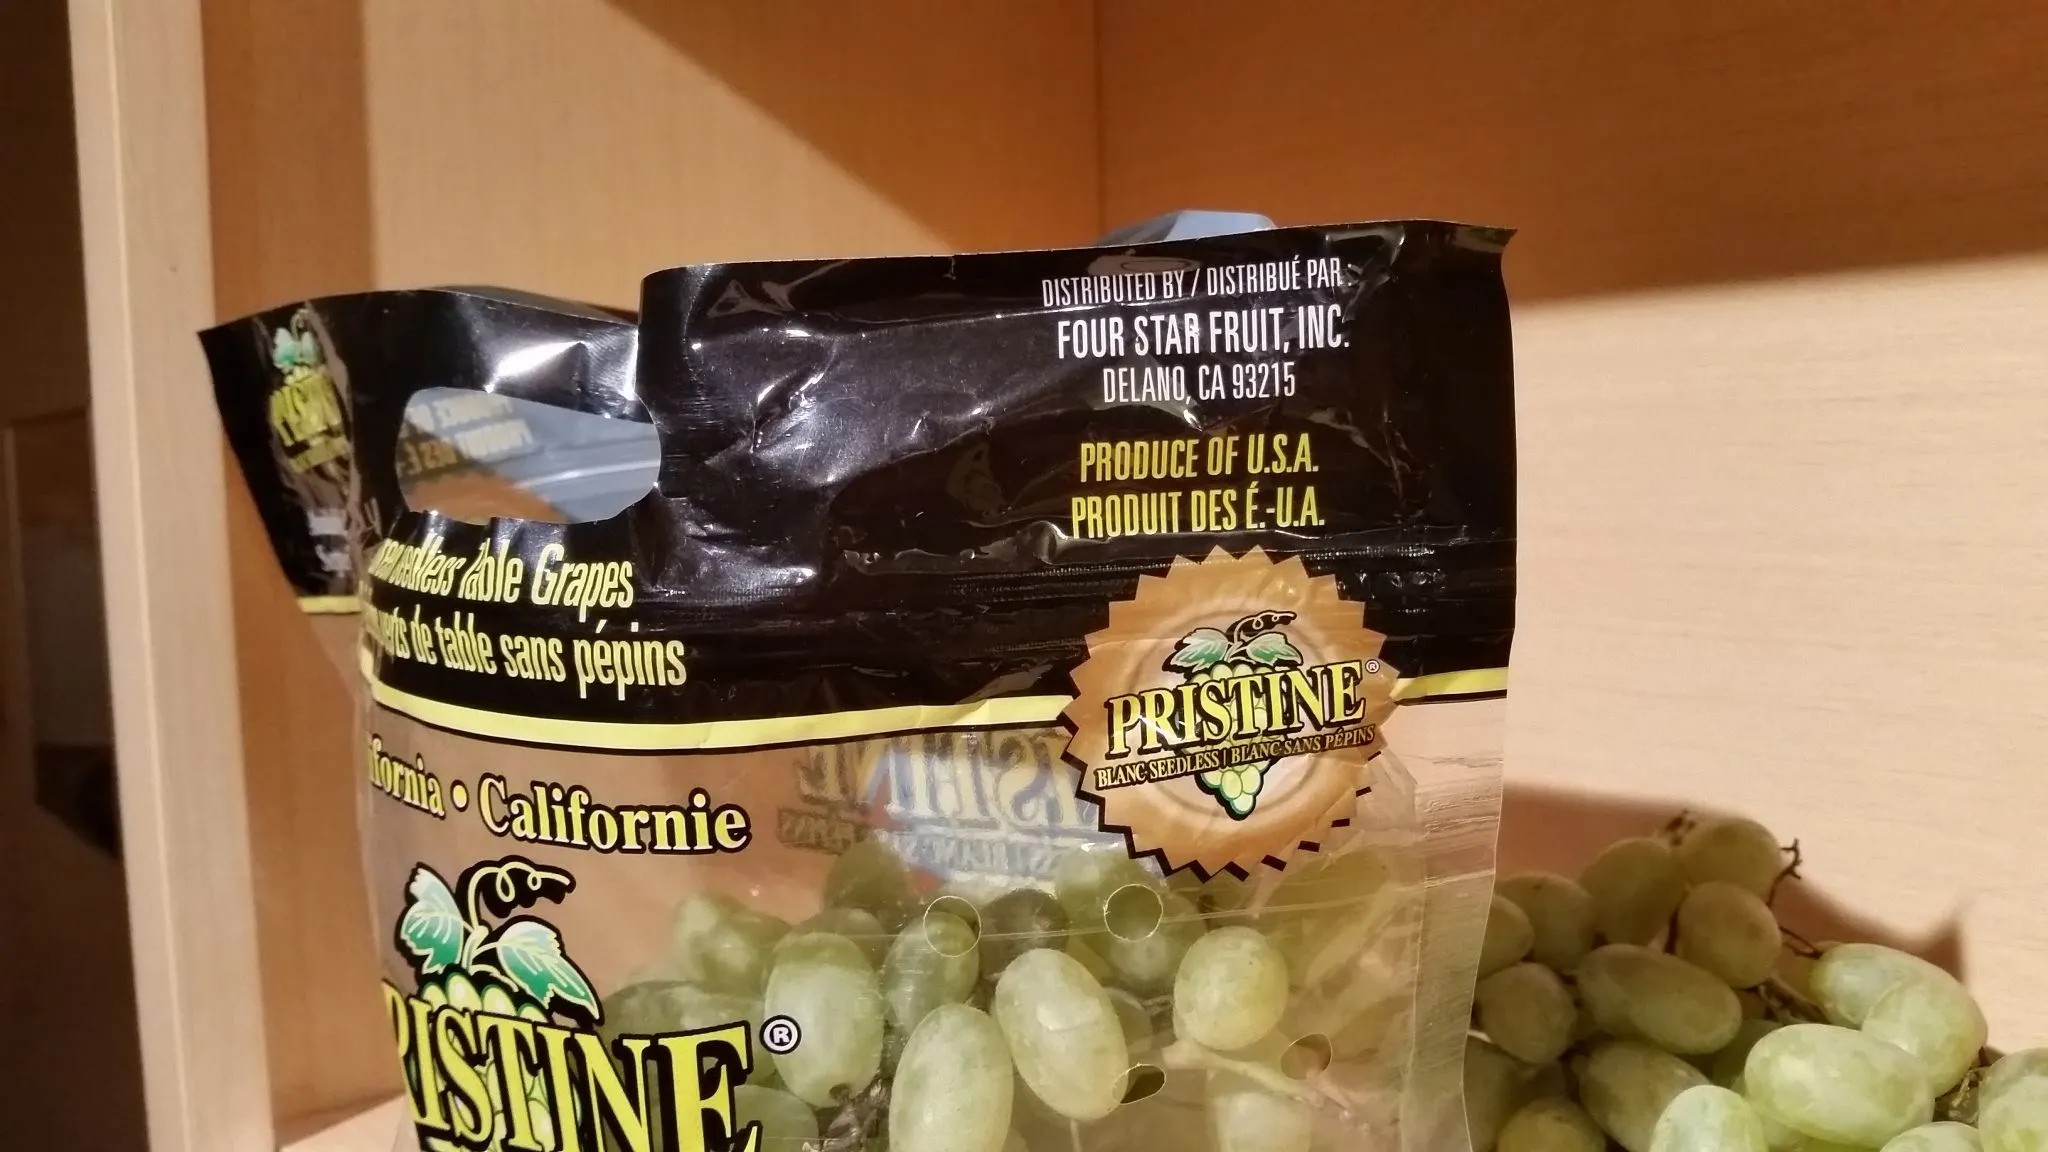 DISTRIBUTED BY / DISTRIBUÉ PAR :
FOUR STAR FRUIT, INC.
DELANO, CA 93215
PRODUCE OF U.S.A.
PRODUIT DES É.-U.A.
Table Grapes
de table sans pépins
PRISTINE®
BLANC SEEDLESS | BLANC SANS PÉPINS
• Californie
RISTINE®